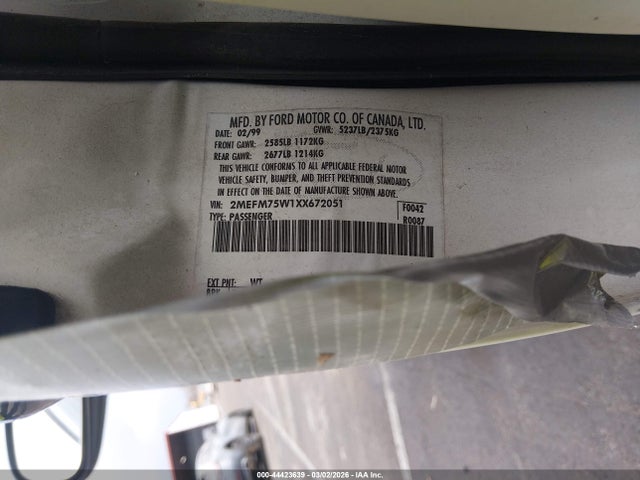 MFD. BY FORD MOTOR CO. OF CANADA, LTD.
DATE: 02/99 GVWR: 5237LB/2375KG
FRONT GAWR: 2585LB 1172KG
REAR GAWR: 2677LB 1214KG
THIS VEHICLE CONFORMS TO ALL APPLICABLE FEDERAL MOTOR
VEHICLE SAFETY, BUMPER, AND THEFT PREVENTION STANDARDS
IN EFFECT ON THE DATE OF MANUFACTURE SHOWN ABOVE.
VIN: 2MEFM75W1XX672051 F0042
TYPE: PASSENGER R0087
EXT PNT: WT
000-44423639 | 03/02/2026 - IAA Inc.